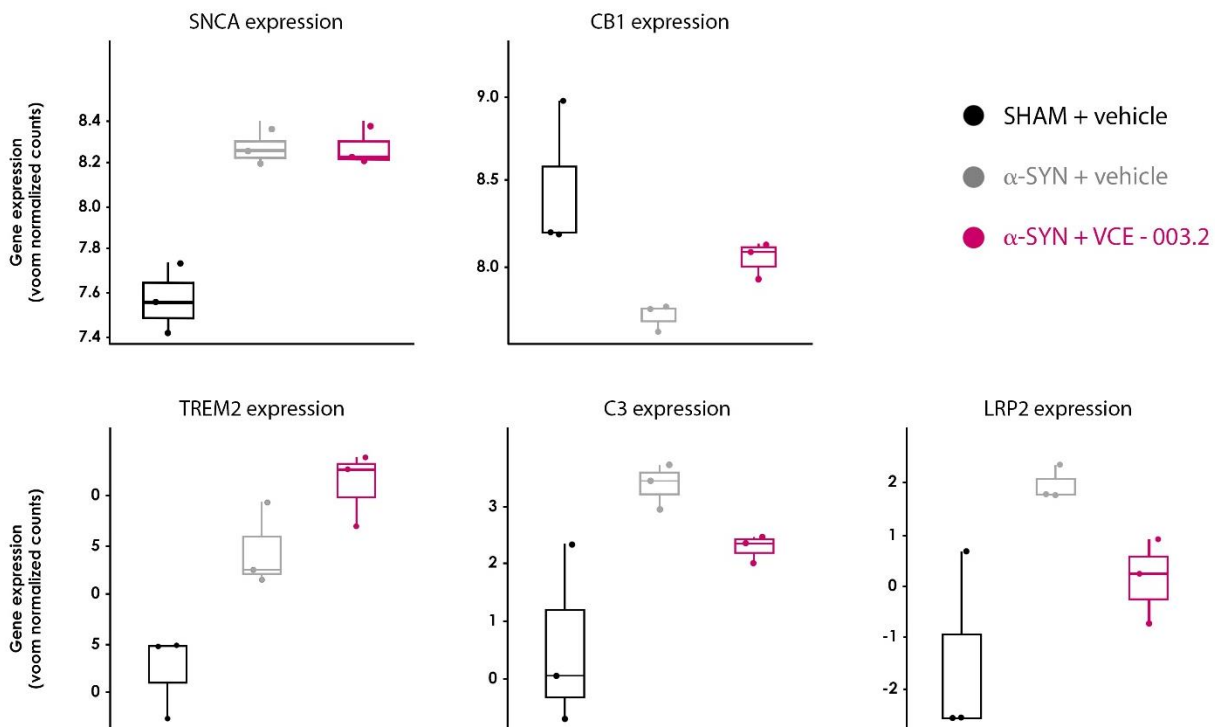 SNCA expression
CB1 expression
Gene expression
(voom normalized counts)
8.4
8.2
8.0
7.8
7.6
7.4
9.0
8.5
8.0
SHAM + vehicle
α-SYN + vehicle
α-SYN + VCE - 003.2
TREM2 expression
C3 expression
LRP2 expression
Gene expression
(voom normalized counts)
0
5
0
5
0
3
2
1
0
2
1
0
-1
-2